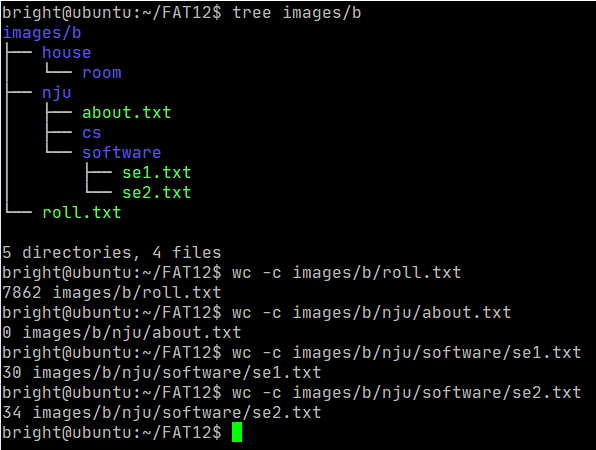 bright@ubuntu:~/FAT12$ tree images/b
images/b
├── house
│   └── room
├── nju
│   ├── about.txt
│   ├── cs
│   └── software
│       ├── se1.txt
│       └── se2.txt
└── roll.txt
5 directories, 4 files
bright@ubuntu:~/FAT12$ wc -c images/b/roll.txt
7862 images/b/roll.txt
bright@ubuntu:~/FAT12$ wc -c images/b/nju/about.txt
0 images/b/nju/about.txt
bright@ubuntu:~/FAT12$ wc -c images/b/nju/software/se1.txt
30 images/b/nju/software/se1.txt
bright@ubuntu:~/FAT12$ wc -c images/b/nju/software/se2.txt
34 images/b/nju/software/se2.txt
bright@ubuntu:~/FAT12$